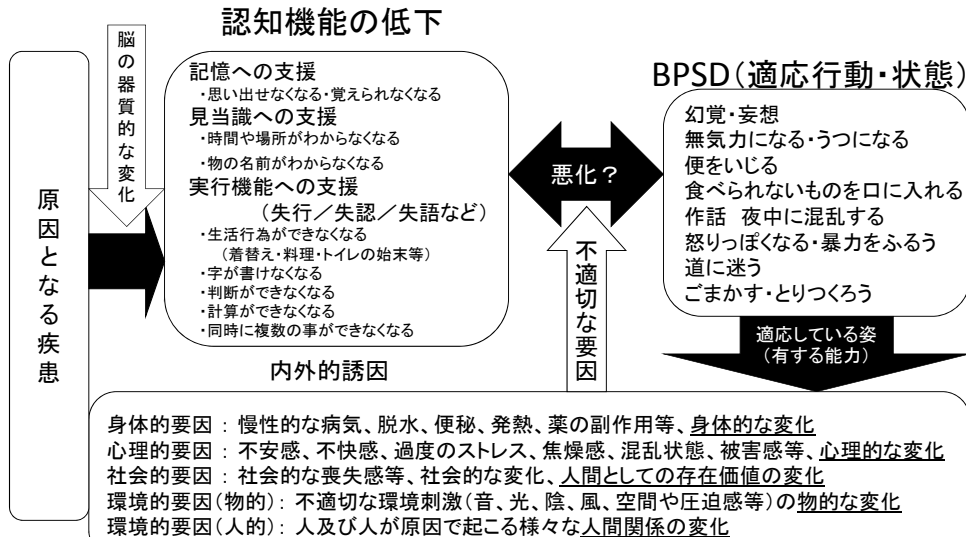 認知機能の低下
脳の器質的な変化
原因となる疾患
記憶への支援
・思い出せなくなる・覚えられなくなる
見当識への支援
・時間や場所がわからなくなる
・物の名前がわからなくなる
実行機能への支援
(失行／失認／失語など)
・生活行為ができなくなる
(着替え・料理・トイレの始末等)
・字が書けなくなる
・判断ができなくなる
・計算ができなくなる
・同時に複数の事ができなくなる
悪化？
不適切な要因
BPSD(適応行動・状態)
幻覚・妄想
無気力になる・うつになる
便をいじる
食べられないものを口に入れる
作話 夜中に混乱する
怒りっぽくなる・暴力をふるう
道に迷う
ごまかす・とりつくろう
適応している姿
(有する能力)
内外的誘因
身体的要因 : 慢性的な病気、脱水、便秘、発熱、薬の副作用等、身体的な変化
心理的要因 : 不安感、不快感、過度のストレス、焦燥感、混乱状態、被害感等、心理的な変化
社会的要因 : 社会的な喪失感等、社会的な変化、人間としての存在価値の変化
環境的要因(物的) : 不適切な環境刺激(音、光、陰、風、空間や圧迫感等)の物的な変化
環境的要因(人的) : 人及び人が原因で起こる様々な人間関係の変化